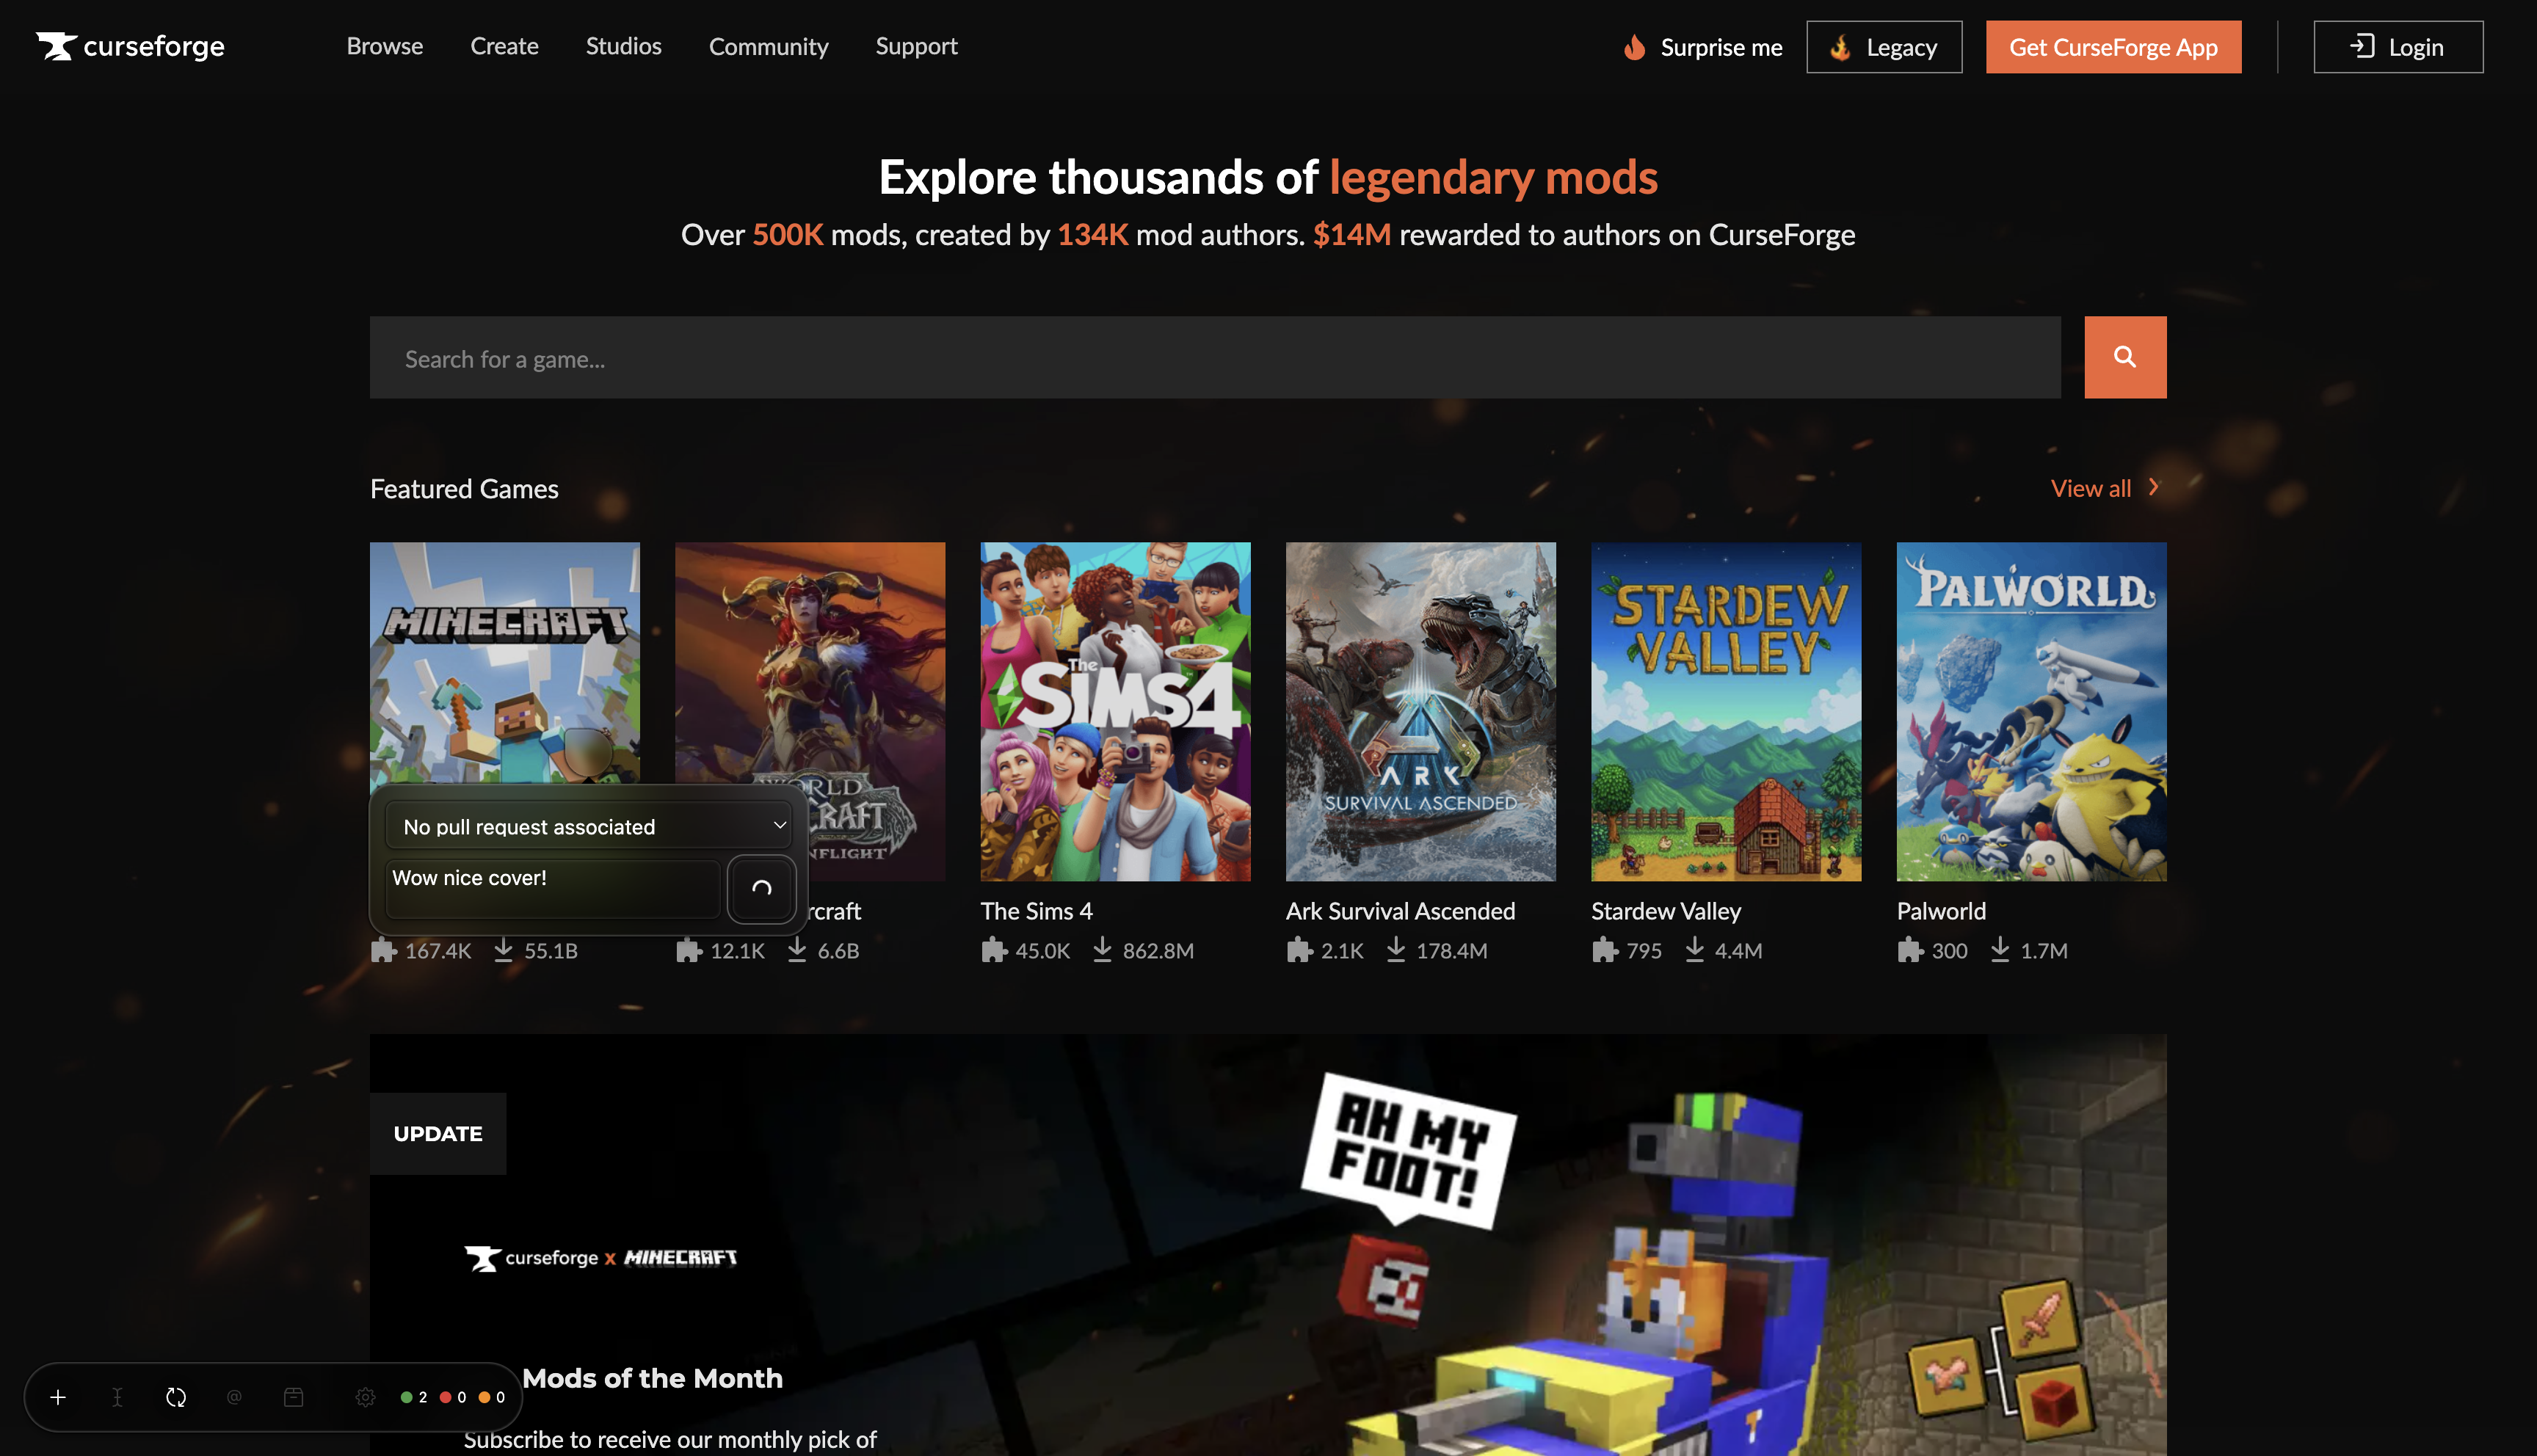 curseforge
Browse
Create
Studios
Community
Support
Surprise me
Legacy
Get CurseForge App
Login
Explore thousands of legendary mods
Over 500K mods, created by 134K mod authors. $14M rewarded to authors on CurseForge
Search for a game...
Featured Games
View all
MINECRAFT
The SIMS 4
ARK
SURVIVAL ASCENDED
STARDEW
VALLEY
PALWORLD
No pull request associated
Wow nice cover!
The Sims 4
Ark Survival Ascended
Stardew Valley
Palworld
167.4K 55.1B
12.1K 6.6B
45.0K 862.8M
2.1K 178.4M
795 4.4M
300 1.7M
UPDATE
AH MY
FOOT!
curseforge x MINECRAFT
Mods of the Month
Subscribe to receive our monthly pick of
2 0 0